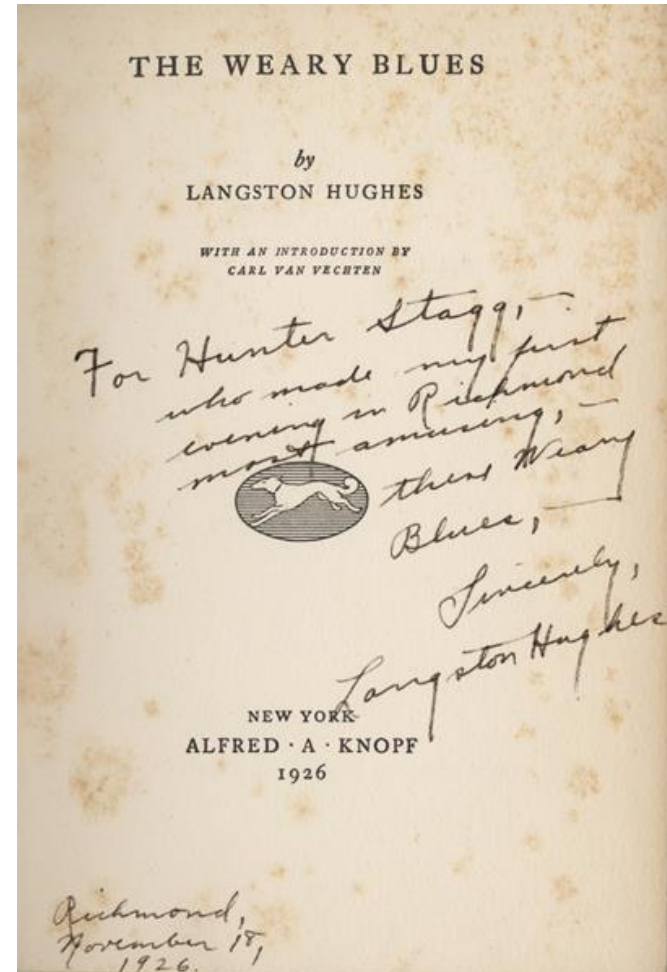 THE WEARY BLUES
by
LANGSTON HUGHES
WITH AN INTRODUCTION BY
CARL VAN VECHTEN
For Hunter Stagg, —
who made my first
evening in Richmond
most amusing, —
these Weary
Blues, —
Sincerely,
Langston Hughes
NEW YORK
ALFRED · A · KNOPF
1926
Richmond,
November 18,
1926.